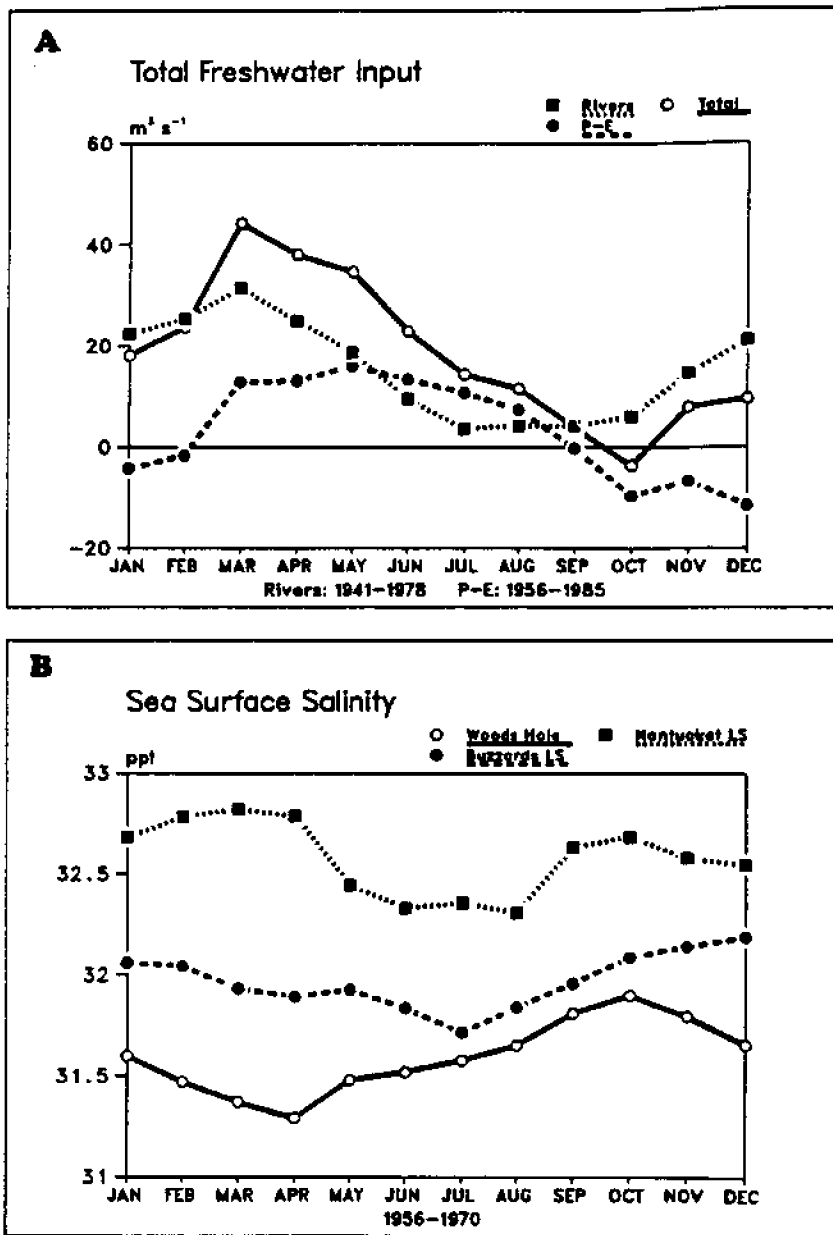 A
Total Freshwater Input
m³ s⁻¹
Rivers
Total
P-E
60
40
20
0
-20
JAN FEB MAR APR MAY JUN JUL AUG SEP OCT NOV DEC
Rivers: 1941-1978 P-E: 1956-1985
B
Sea Surface Salinity
ppt
Woods Hole
Nantucket LS
Buzzards LS
33
32.5
32
31.5
31
JAN FEB MAR APR MAY JUN JUL AUG SEP OCT NOV DEC
1956-1970